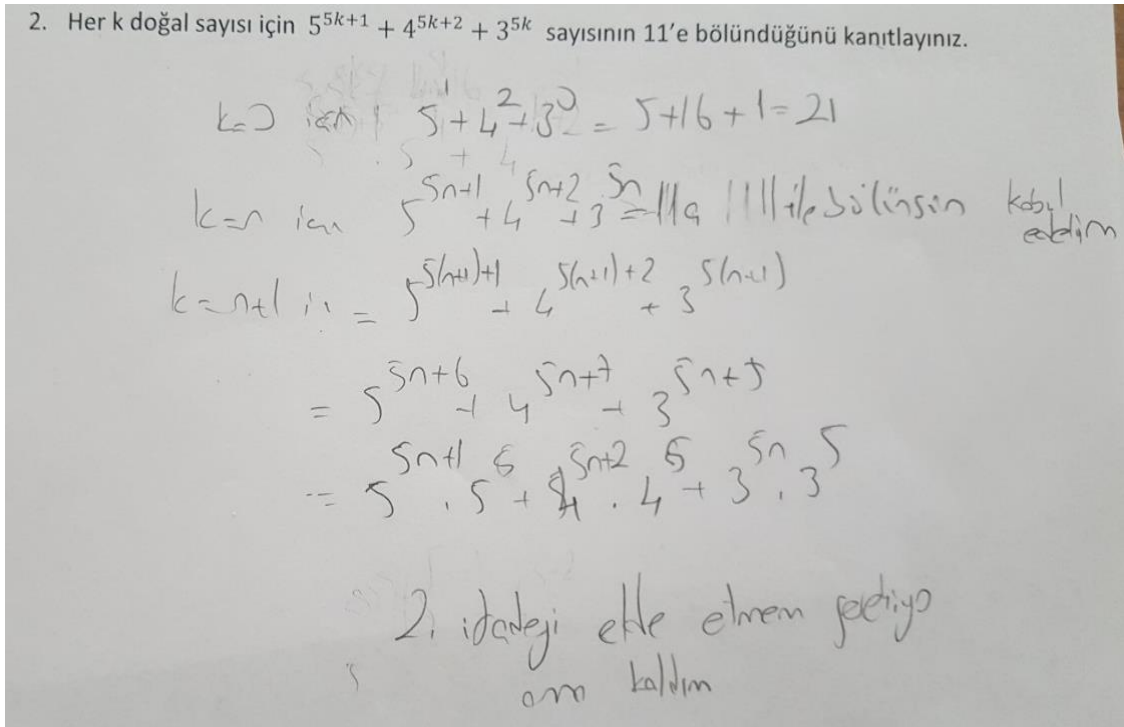 2. Her k doğal sayısı için 5^{5k+1} + 4^{5k+2} + 3^{5k} sayısının 11'e bölündüğünü kanıtlayınız.
k=0 için 5^1 + 4^2 + 3^0 = 5+16+1=21
k=n için 5^{5n+1} + 4^{5n+2} + 3^{5n} = 11a 11 ile bölünsün kabul ettim
k=n+1 = 5^{5(n+1)+1} + 4^{5(n+1)+2} + 3^{5(n+1)}
= 5^{5n+6} + 4^{5n+7} + 3^{5n+5}
= 5^{5n+1} . 5^5 + 4^{5n+2} . 4^5 + 3^{5n} . 3^5
2. ifadeyi elde etmem
kaldım